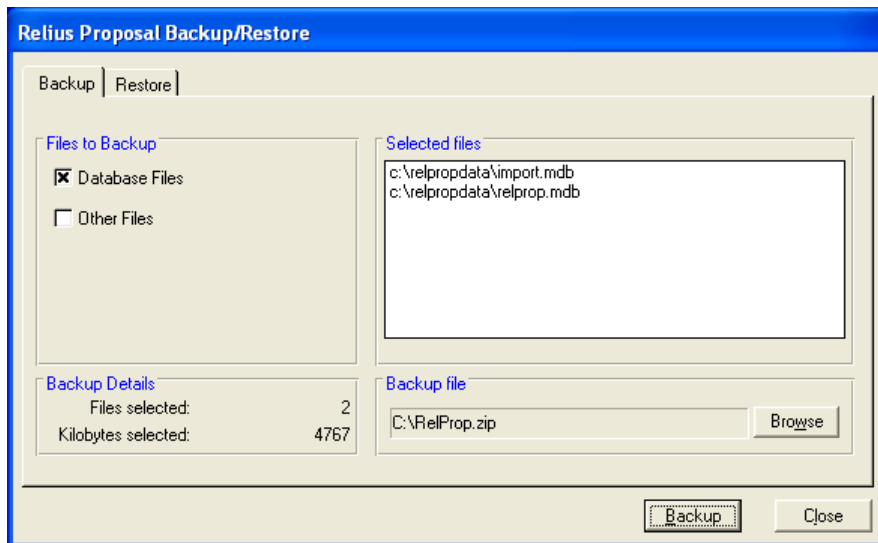 Relius Proposal Backup/Restore
Backup
Restore
Files to Backup
Database Files
Other Files
Selected files
c:\relpropdata\import.mdb
c:\relpropdata\relprop.mdb
Backup Details
Files selected: 2
Kilobytes selected: 4767
Backup file
C:\RelProp.zip
Browse
Backup
Close